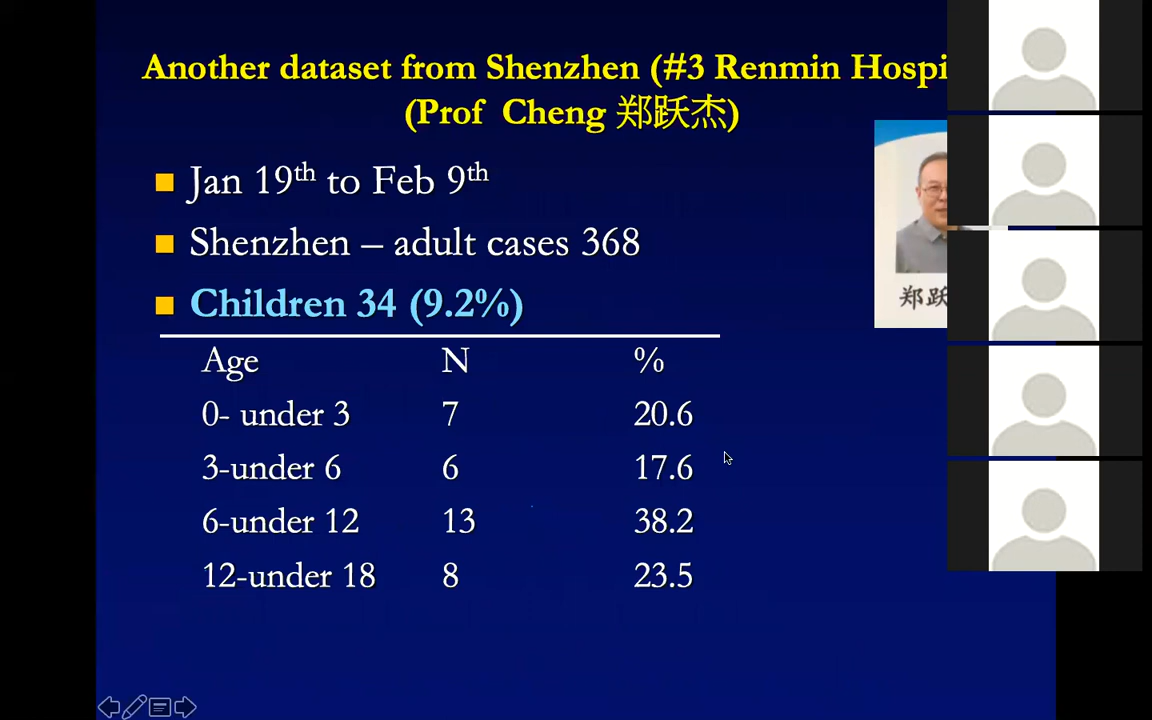 Another dataset from Shenzhen (#3 Renmin Hospi
(Prof Cheng 郑跃杰)
Jan 19th to Feb 9th
Shenzhen – adult cases 368
Children 34 (9.2%)
Age N %
0- under 3 7 20.6
3-under 6 6 17.6
6-under 12 13 38.2
12-under 18 8 23.5
郑跃